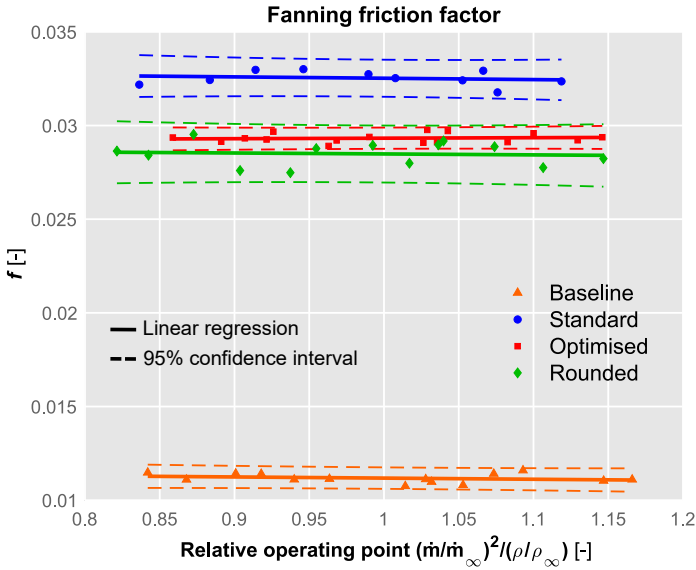 Fanning friction factor
0.035
0.03
0.025
0.02
0.015
0.01
f [-]
Baseline
Standard
Optimised
Rounded
Linear regression
95% confidence interval
0.8 0.85 0.9 0.95 1 1.05 1.1 1.15 1.2
Relative operating point (ṁ/ṁ∞)²/(ρ/ρ∞) [-]